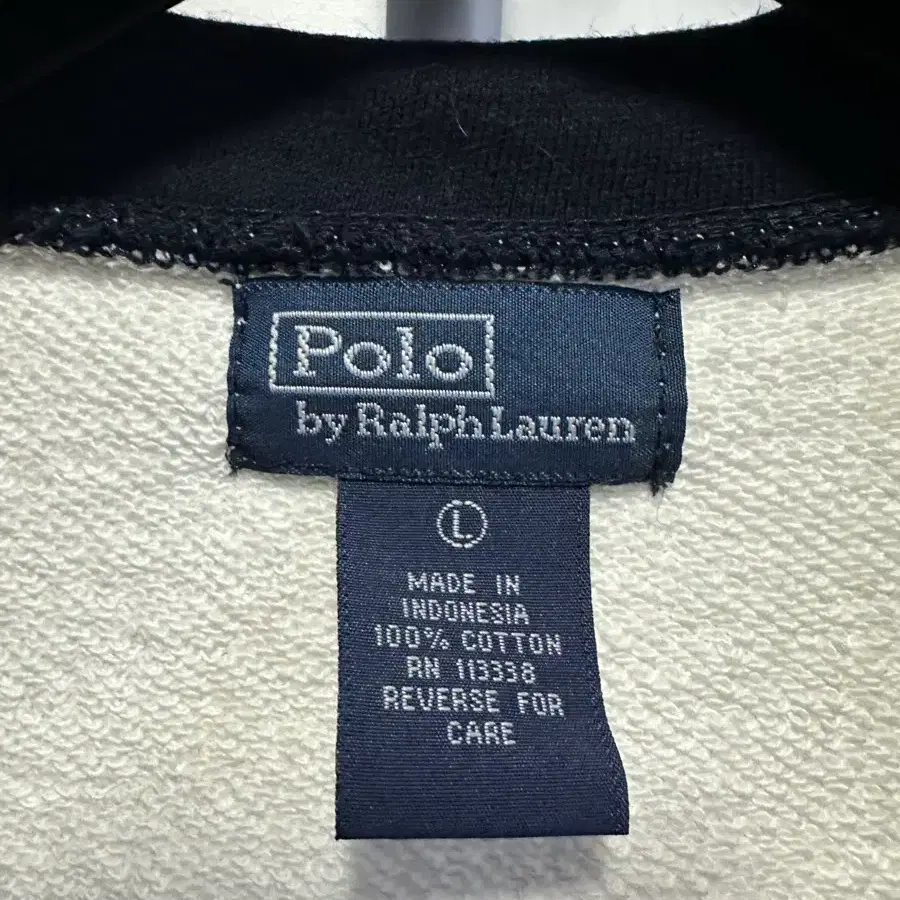 Polo
by Ralph Lauren
L
MADE IN
INDONESIA
100% COTTON
RN 113338
REVERSE FOR
CARE